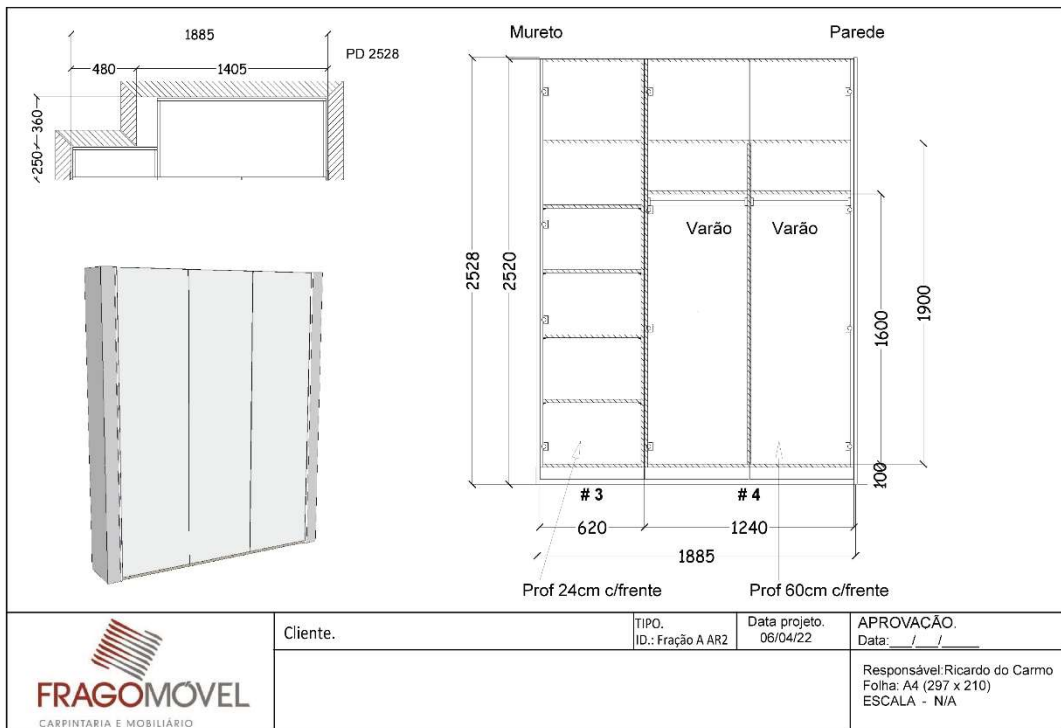 1885
480
1405
PD 2528
360
250
Mureto
Parede
2528
2520
Varão
Varão
1600
1900
100
# 3
# 4
620
1240
1885
Prof 24cm c/frente
Prof 60cm c/frente
FRAGOMÓVEL
CARPINTARIA E MOBILIÁRIO
Cliente.
TIPO.
ID.: Fração A AR2
Data projeto.
06/04/22
APROVAÇÃO.
Data:___/___/_____
Responsável:Ricardo do Carmo
Folha: A4 (297 x 210)
ESCALA - N/A